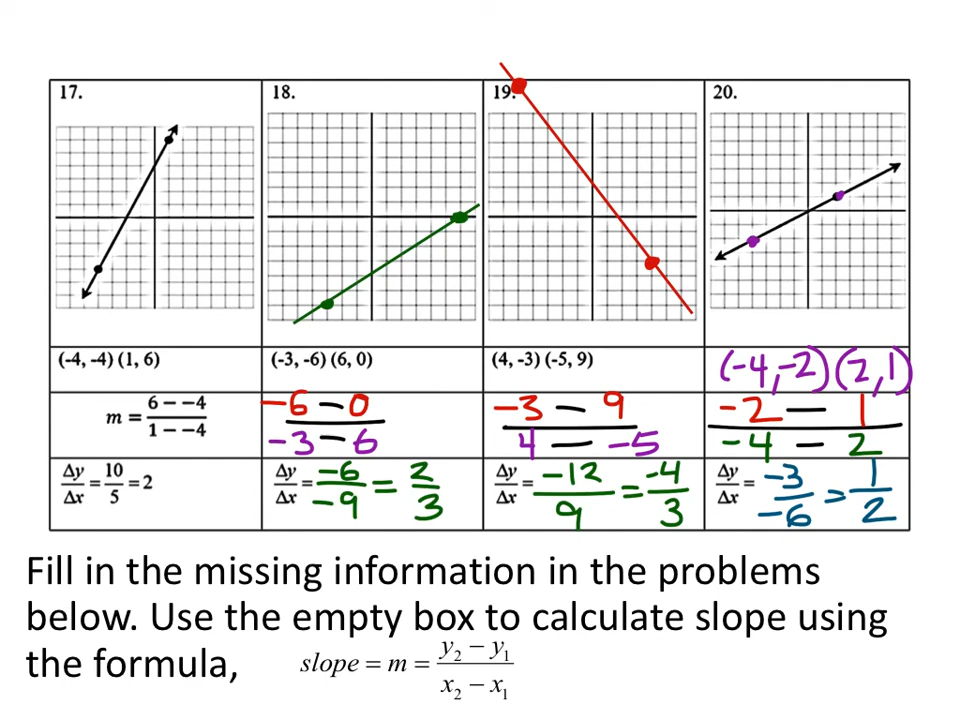 17.
18.
19.
20.
(-4, -4) (1, 6)
(-3, -6) (6, 0)
(4, -3) (-5, 9)
(-4,-2)(2,1)
m = (6 - -4)/(1 - -4)
(-6 - 0)/(-3 - 6)
(-3 - 9)/(4 - -5)
(-2 - 1)/(-4 - 2)
Δy/Δx = 10/5 = 2
Δy/Δx = -6/-9 = 2/3
Δy/Δx = -12/9 = -4/3
Δy/Δx = -3/-6 = 1/2
Fill in the missing information in the problems
below. Use the empty box to calculate slope using
the formula, slope = m = (y₂ - y₁)/(x₂ - x₁)